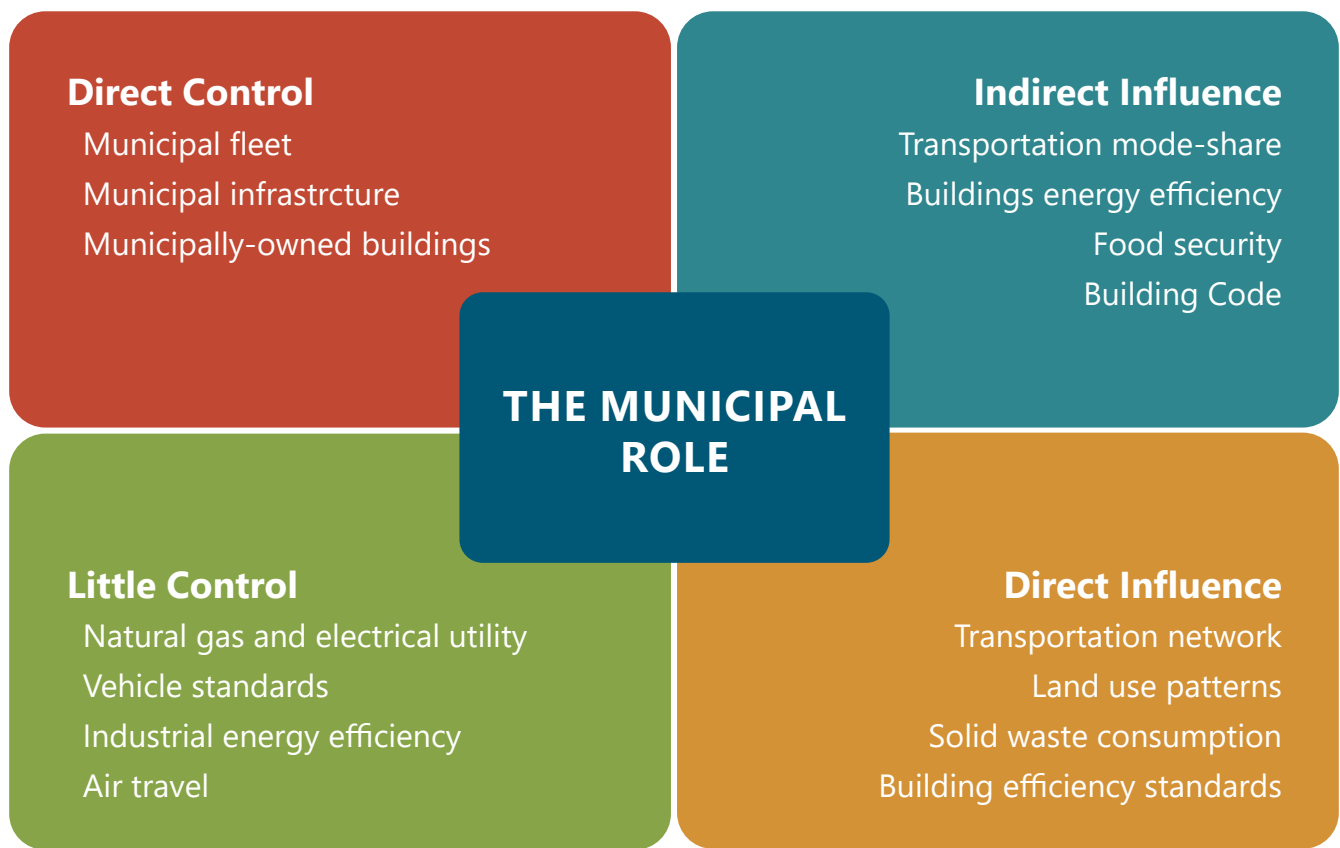 Direct Control
Municipal fleet
Municipal infrastrcture
Municipally-owned buildings
Indirect Influence
Transportation mode-share
Buildings energy efficiency
Food security
Building Code
THE MUNICIPAL
ROLE
Little Control
Natural gas and electrical utility
Vehicle standards
Industrial energy efficiency
Air travel
Direct Influence
Transportation network
Land use patterns
Solid waste consumption
Building efficiency standards